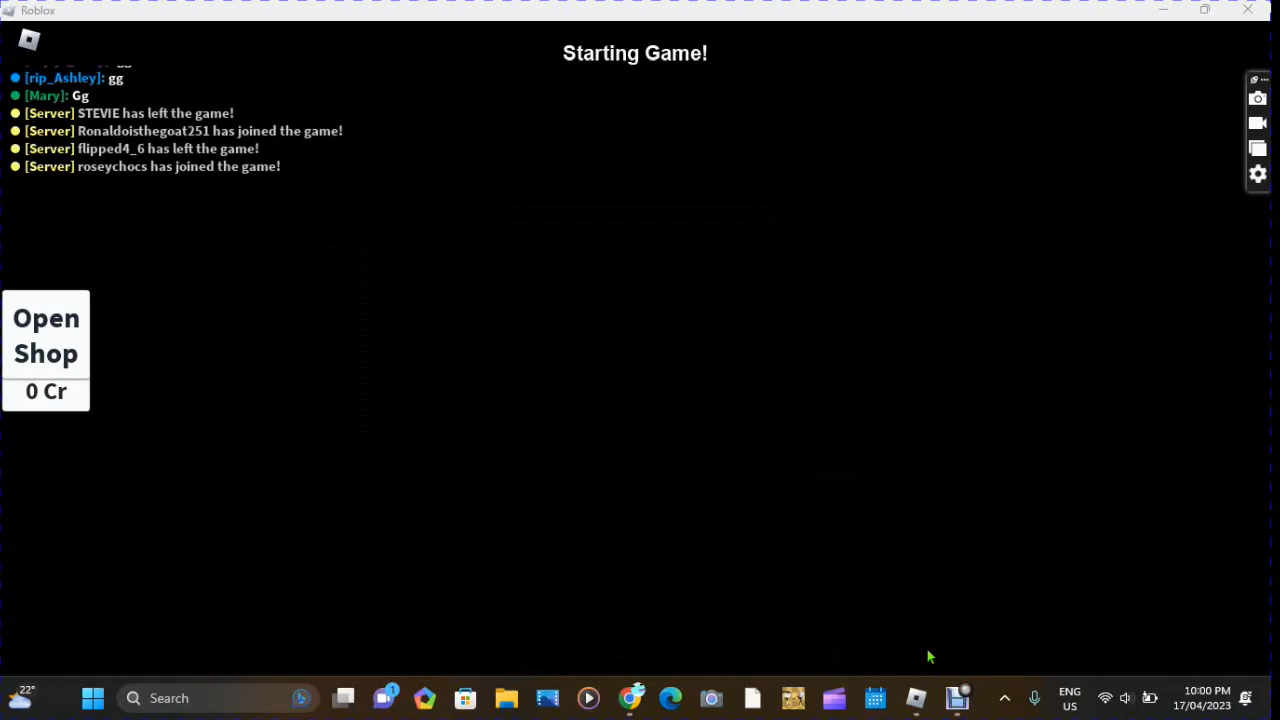 Roblox
Starting Game!
[rip_Ashley]: gg
[Mary]: Gg
[Server] STEVIE has left the game!
[Server] Ronaldoisthegoat251 has joined the game!
[Server] flipped4_6 has left the game!
[Server] roseychocs has joined the game!
Open
Shop
0 Cr
22°
Search
1
ENG
US
10:00 PM
17/04/2023